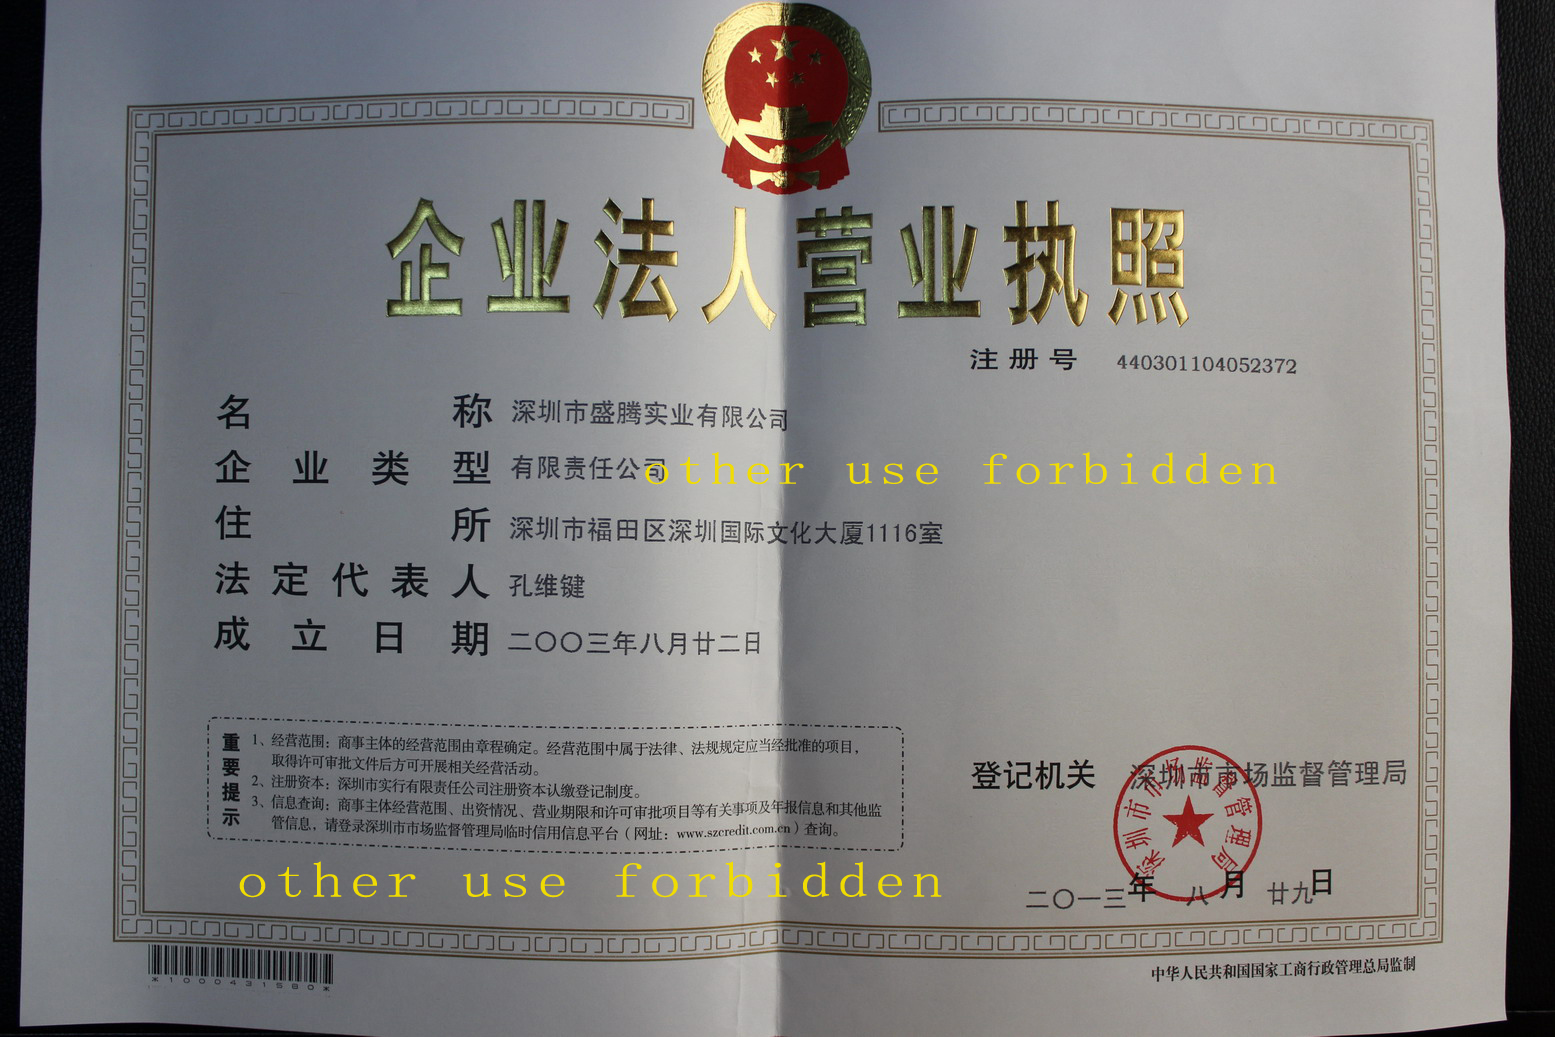 企业法人营业执照
注册号 440301104052372
名称 深圳市盛腾实业有限公司
企业类型 有限责任公司
other use forbidden
住所 深圳市福田区深圳国际文化大厦1116室
法定代表人 孔维键
成立日期 二〇〇三年八月廿二日
重要提示
1、经营范围：商事主体的经营范围由章程确定。经营范围中属于法律、法规规定应当经批准的项目，
取得许可审批文件后方可开展相关经营活动。
2、注册资本：深圳市实行有限责任公司注册资本认缴登记制度。
3、信息查询：商事主体经营范围、出资情况、营业期限和许可审批项目等有关事项及年报信息和其他监
管信息，请登录深圳市市场监督管理局临时信用信息平台（网址：www.szcredit.com.cn）查询。
登记机关 深圳市市场监督管理局
深圳市市场监督管理局
二〇一三年八月廿九日
other use forbidden
*1000431580*
中华人民共和国国家工商行政管理总局监制